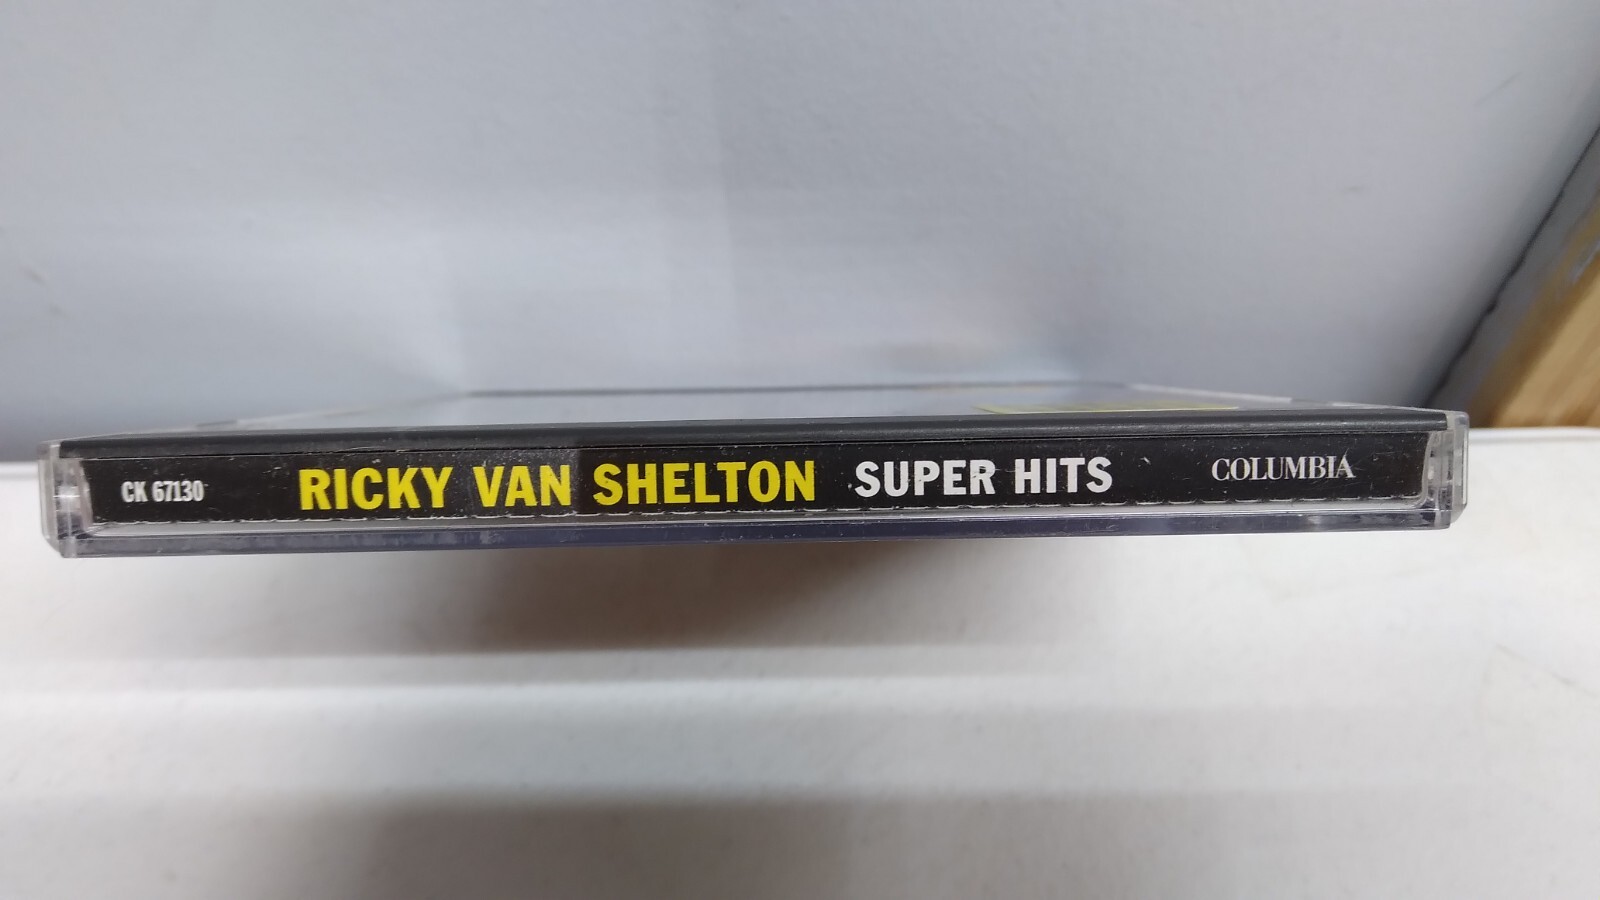 CK 67130 RICKY VAN SHELTON SUPER HITS COLUMBIA